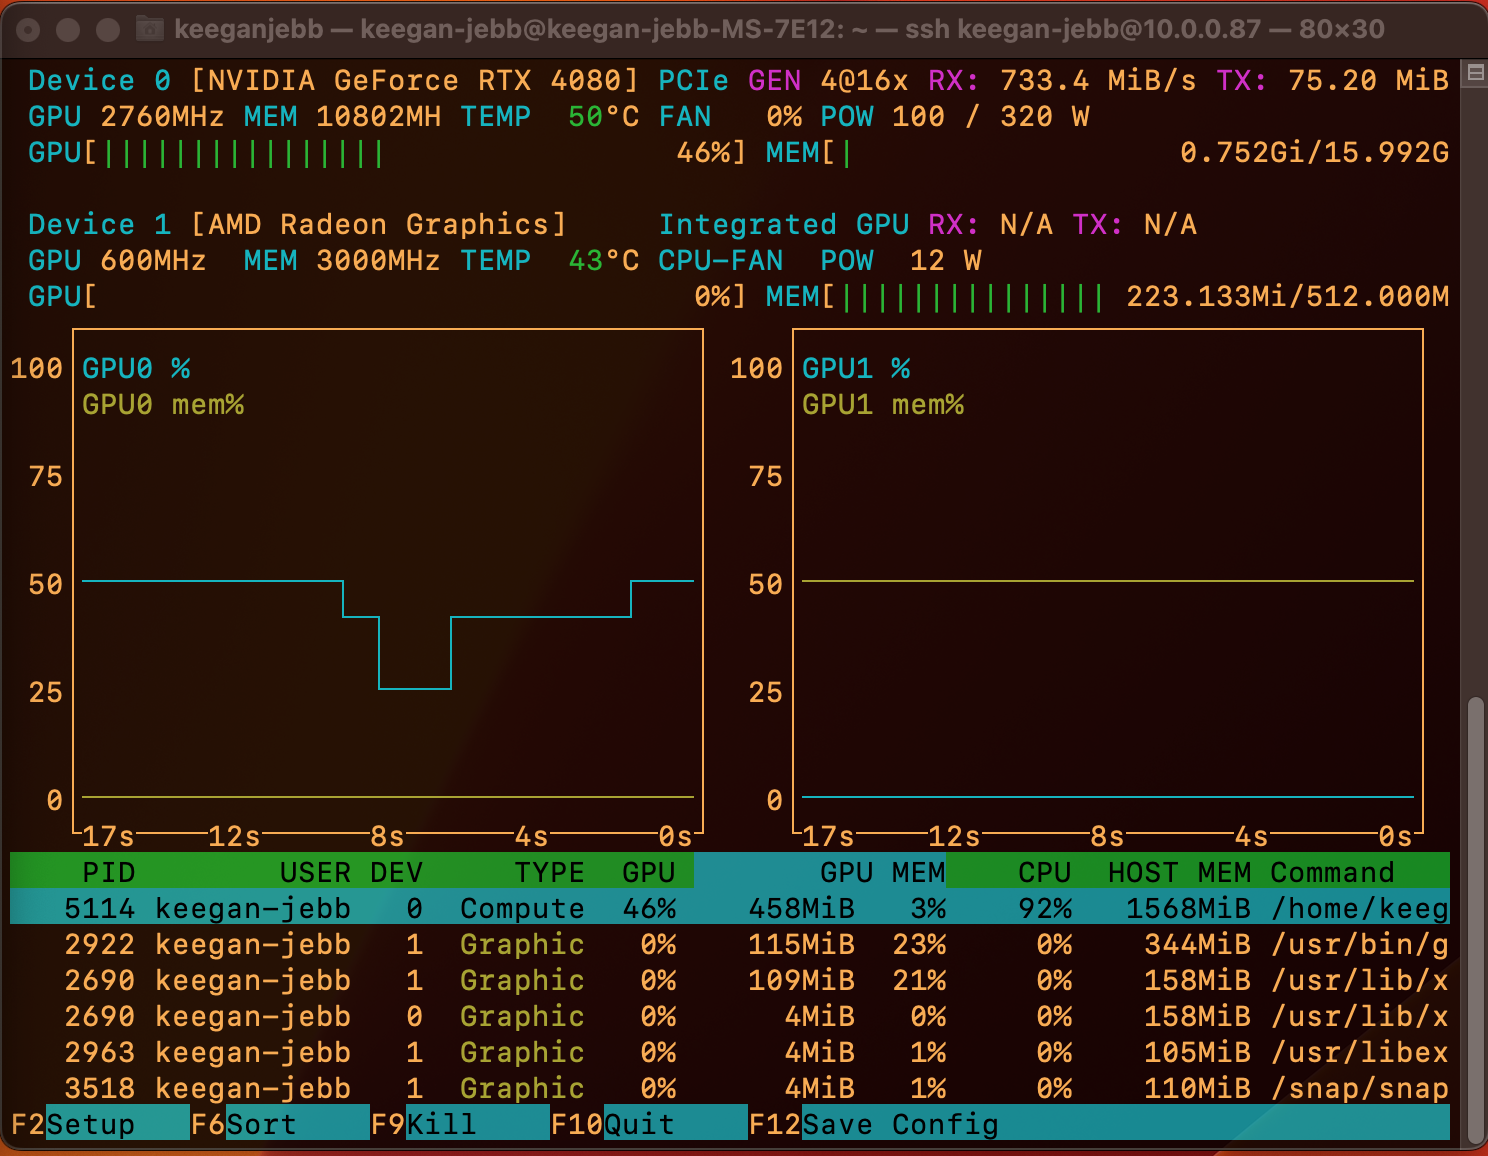 keeganjebb — keegan-jebb@keegan-jebb-MS-7E12: ~ — ssh keegan-jebb@10.0.0.87 — 80×30
Device 0 [NVIDIA GeForce RTX 4080] PCIe GEN 4@16x RX: 733.4 MiB/s TX: 75.20 MiB
GPU 2760MHz MEM 10802MH TEMP 50°C FAN 0% POW 100 / 320 W
GPU[|||||||||||||||| 46%] MEM[| 0.752Gi/15.992G
Device 1 [AMD Radeon Graphics] Integrated GPU RX: N/A TX: N/A
GPU 600MHz MEM 3000MHz TEMP 43°C CPU-FAN POW 12 W
GPU[ 0%] MEM[||||||||||||||| 223.133Mi/512.000M
100 GPU0 % 100 GPU1 %
GPU0 mem% GPU1 mem%
75 75
50 50
25 25
0 0
17s 12s 8s 4s 0s 17s 12s 8s 4s 0s
PID USER DEV TYPE GPU GPU MEM CPU HOST MEM Command
5114 keegan-jebb 0 Compute 46% 458MiB 3% 92% 1568MiB /home/keeg
2922 keegan-jebb 1 Graphic 0% 115MiB 23% 0% 344MiB /usr/bin/g
2690 keegan-jebb 1 Graphic 0% 109MiB 21% 0% 158MiB /usr/lib/x
2690 keegan-jebb 0 Graphic 0% 4MiB 0% 0% 158MiB /usr/lib/x
2963 keegan-jebb 1 Graphic 0% 4MiB 1% 0% 105MiB /usr/libex
3518 keegan-jebb 1 Graphic 0% 4MiB 1% 0% 110MiB /snap/snap
F2Setup F6Sort F9Kill F10Quit F12Save Config